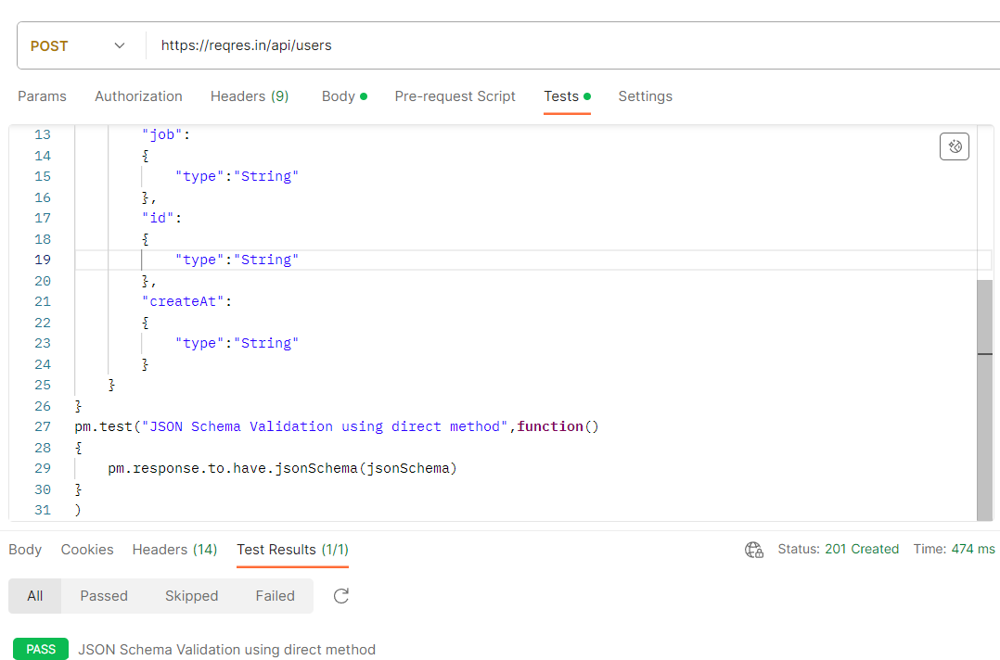 POST https://reqres.in/api/users
Params Authorization Headers (9) Body Pre-request Script Tests Settings
13 "job":
14 {
15 "type":"String"
16 },
17 "id":
18 {
19 "type":"String"
20 },
21 "createAt":
22 {
23 "type":"String"
24 }
25 }
26 }
27 pm.test("JSON Schema Validation using direct method",function()
28 {
29 pm.response.to.have.jsonSchema(jsonSchema)
30 }
31 )
Body Cookies Headers (14) Test Results (1/1) Status: 201 Created Time: 474 ms
All Passed Skipped Failed
PASS JSON Schema Validation using direct method